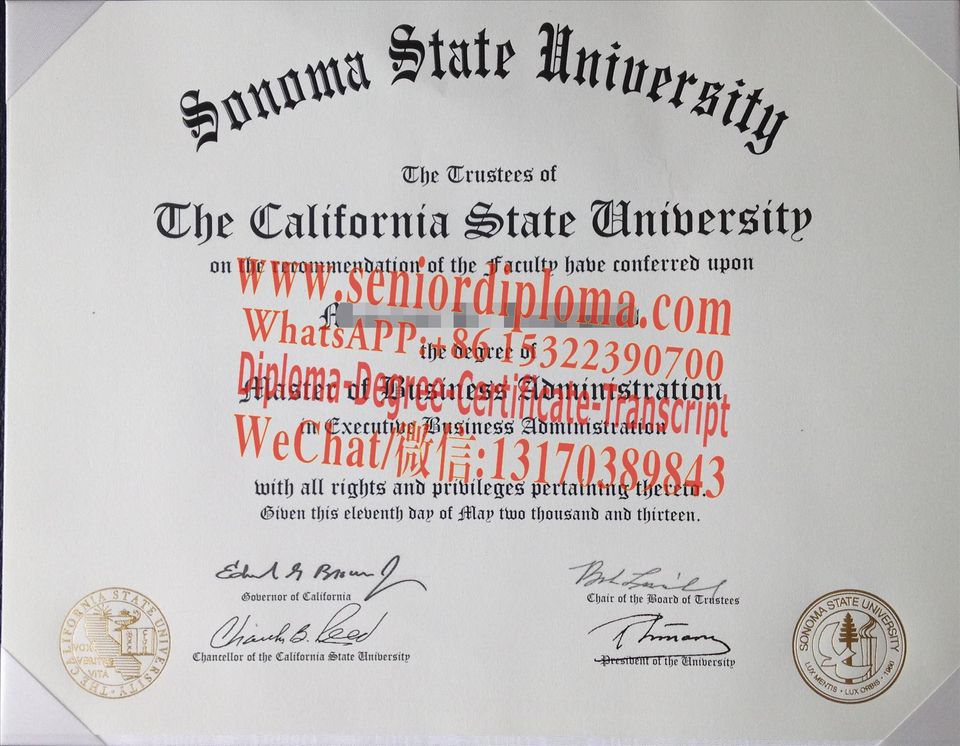 Sonoma State University
The Trustees of
The California State University
on the recommendation of the Faculty have conferred upon
www.seniordiploma.com
WhatsAPP:+86 15322390700
the degree of
Diploma-Degree-Certificate-Transcript
Master of Business Administration
in Executive Business Administration
WeChat/微信:13170389843
with all rights and privileges pertaining thereto.
Given this eleventh day of May two thousand and thirteen.
Governor of California
Chair of the Board of Trustees
Charles B. Reed
Chancellor of the California State University
President of the University
THE CALIFORNIA STATE UNIVERSITY
VOX VERITAS VITA
SONOMA STATE UNIVERSITY
LUX MENTIS · LUX ORBIS · 1960